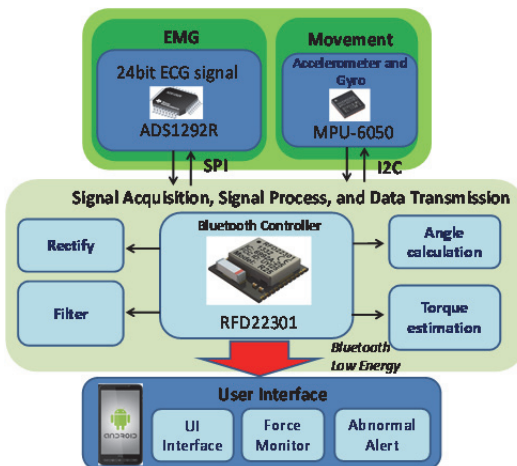 EMG
24bit ECG signal
ADS1292R
Movement
Accelerometer and
Gyro
MPU-6050
SPI
I2C
Signal Acquisition, Signal Process, and Data Transmission
Rectify
Filter
Bluetooth Controller
RFD22301
Angle
calculation
Torque
estimation
Bluetooth
Low Energy
User Interface
ANDROID
UI
Interface
Force
Monitor
Abnormal
Alert